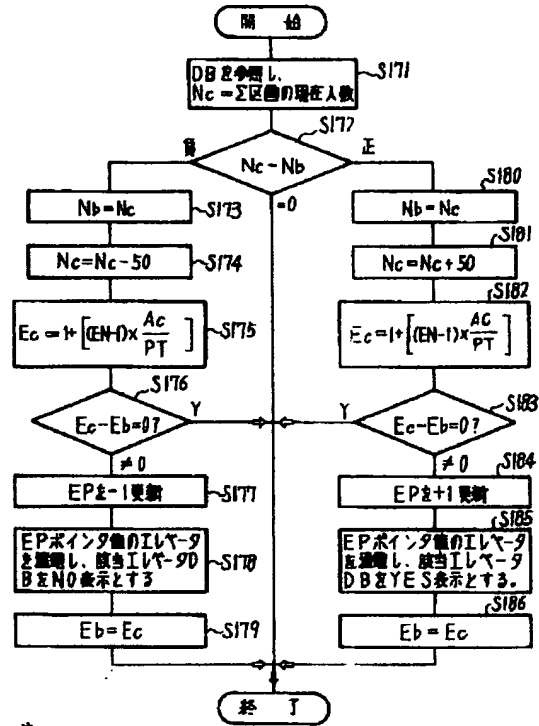 開 始
DBを参照し、
Nc=Σ区画の現在人数
S171
S172
Nc-Nb
負
正
=0
Nb=Nc
S173
Nc=Nc-50
S174
Ec=1+[(EN-1)×Ac/PT]
S175
S176
Ec-Eb=0?
Y
≠0
EPを-1更新
S177
EPポインタ値のエレベータ
を 、該当エレベータD
BをNO表示とする
S178
Eb=Ec
S179
S180
Nb=Nc
S181
Nc=Nc+50
S182
Ec=1+[(EN-1)×Ac/PT]
S183
Ec-Eb=0?
Y
≠0
S184
EPを+1更新
S185
EPポインタ値のエレベータ
を 、該当エレベータ
DBをYES表示とする。
S186
Eb=Ec
終 了